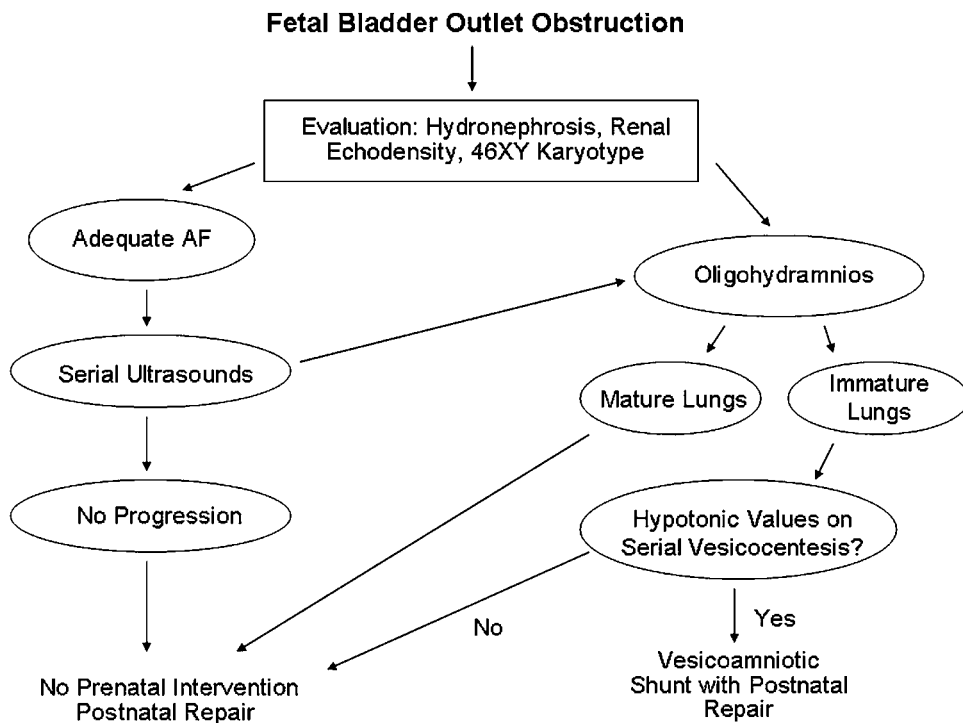 Fetal Bladder Outlet Obstruction
Evaluation: Hydronephrosis, Renal
Echodensity, 46XY Karyotype
Adequate AF
Oligohydramnios
Serial Ultrasounds
Mature Lungs
Immature
Lungs
No Progression
Hypotonic Values on
Serial Vesicocentesis?
No
Yes
No Prenatal Intervention
Postnatal Repair
Vesicoamniotic
Shunt with Postnatal
Repair